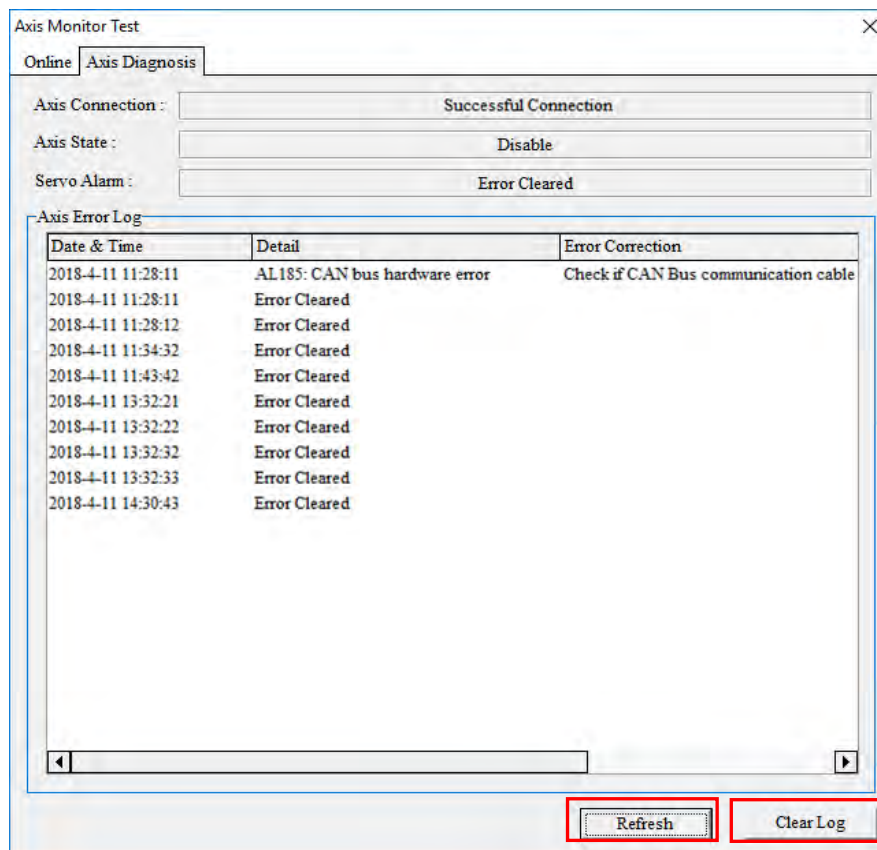 Axis Monitor Test
Online Axis Diagnosis
Axis Connection : Successful Connection
Axis State : Disable
Servo Alarm : Error Cleared
Axis Error Log
Date & Time Detail Error Correction
2018-4-11 11:28:11 AL185: CAN bus hardware error Check if CAN Bus communication cable
2018-4-11 11:28:11 Error Cleared
2018-4-11 11:28:12 Error Cleared
2018-4-11 11:34:32 Error Cleared
2018-4-11 11:43:42 Error Cleared
2018-4-11 13:32:21 Error Cleared
2018-4-11 13:32:22 Error Cleared
2018-4-11 13:32:32 Error Cleared
2018-4-11 13:32:33 Error Cleared
2018-4-11 14:30:43 Error Cleared
Refresh Clear Log